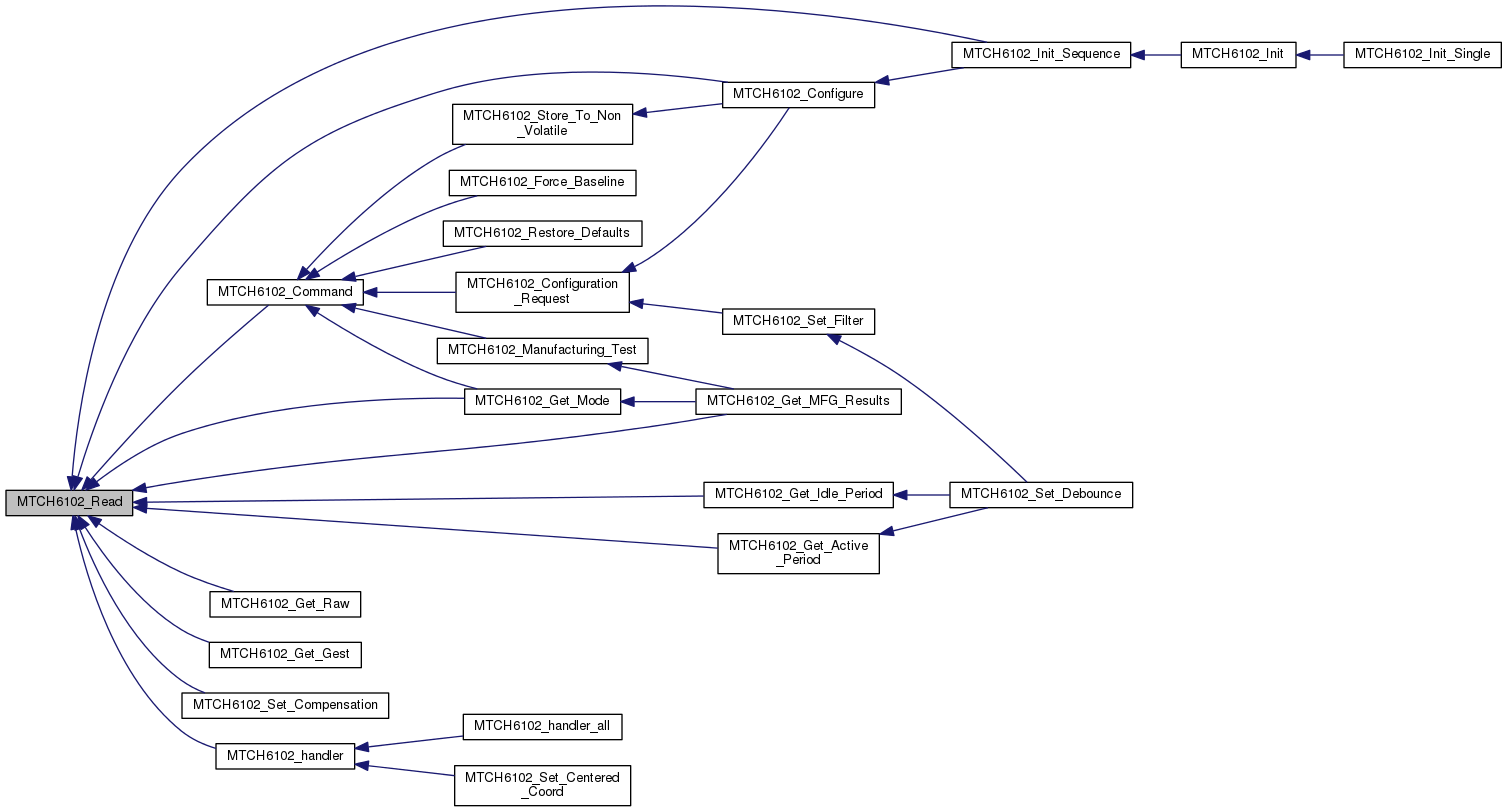 MTCH6102_Init_Sequence
MTCH6102_Init
MTCH6102_Init_Single
MTCH6102_Configure
MTCH6102_Store_To_Non
_Volatile
MTCH6102_Force_Baseline
MTCH6102_Restore_Defaults
MTCH6102_Command
MTCH6102_Configuration
_Request
MTCH6102_Set_Filter
MTCH6102_Manufacturing_Test
MTCH6102_Get_Mode
MTCH6102_Get_MFG_Results
MTCH6102_Read
MTCH6102_Get_Idle_Period
MTCH6102_Set_Debounce
MTCH6102_Get_Active
_Period
MTCH6102_Get_Raw
MTCH6102_Get_Gest
MTCH6102_Set_Compensation
MTCH6102_handler_all
MTCH6102_handler
MTCH6102_Set_Centered
_Coord